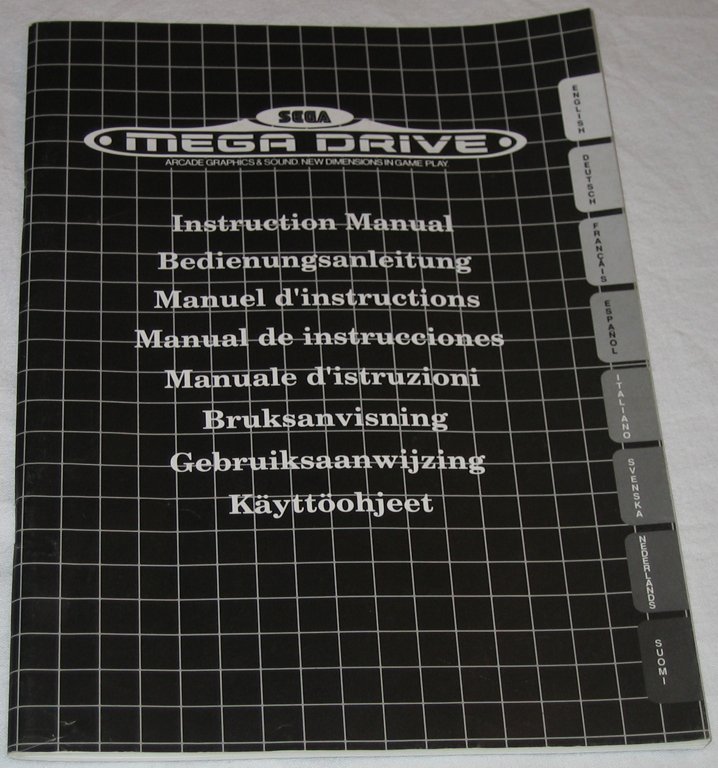 SEGA
MEGA DRIVE
ARCADE GRAPHICS & SOUND. NEW DIMENSIONS IN GAME PLAY.
Instruction Manual
Bedienungsanleitung
Manuel d'instructions
Manual de instrucciones
Manuale d'istruzioni
Bruksanvisning
Gebruiksaanwijzing
Käyttöohjeet
ENGLISH
DEUTSCH
FRANÇAIS
ESPAÑOL
ITALIANO
SVENSKA
NEDERLANDS
SUOMI